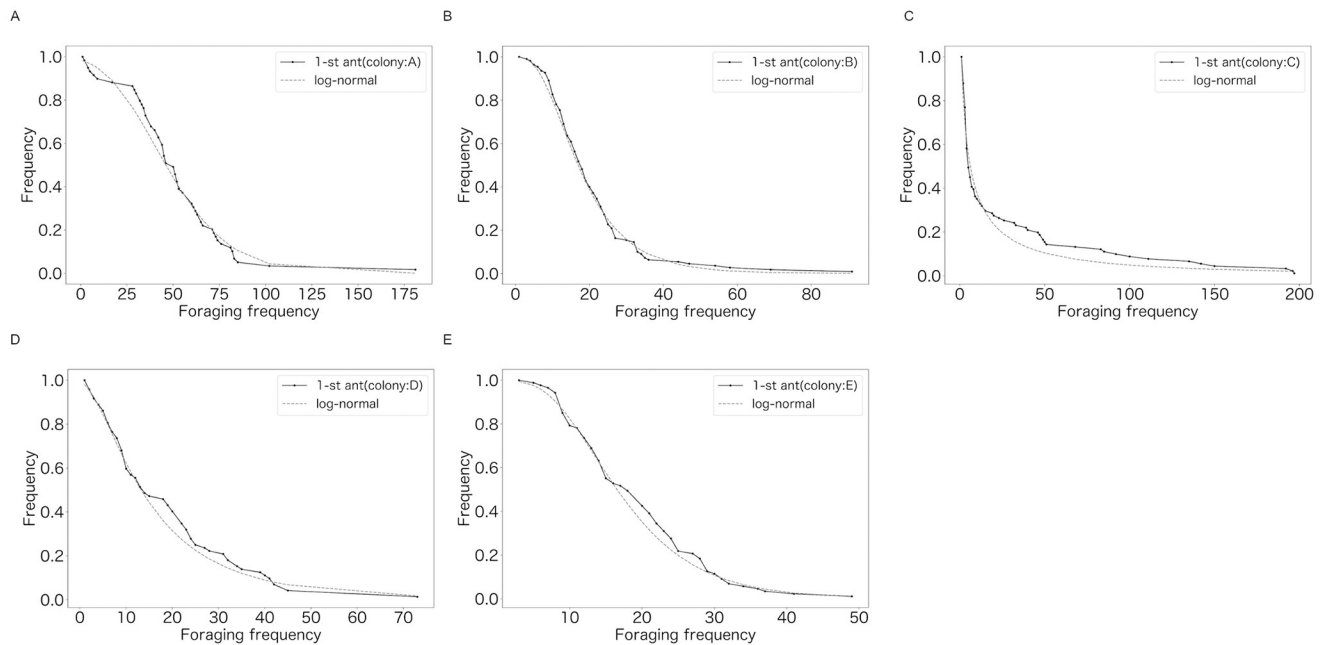 A
1.0
0.8
0.6
0.4
0.2
0.0
Frequency
1-st ant(colony:A)
log-normal
0 25 50 75 100 125 150 175
Foraging frequency
B
1.0
0.8
0.6
0.4
0.2
0.0
Frequency
1-st ant(colony:B)
log-normal
0 20 40 60 80
Foraging frequency
C
1.0
0.8
0.6
0.4
0.2
0.0
Frequency
1-st ant(colony:C)
log-normal
0 50 100 150 200
Foraging frequency
D
1.0
0.8
0.6
0.4
0.2
0.0
Frequency
1-st ant(colony:D)
log-normal
0 10 20 30 40 50 60 70
Foraging frequency
E
1.0
0.8
0.6
0.4
0.2
0.0
Frequency
1-st ant(colony:E)
log-normal
10 20 30 40 50
Foraging frequency